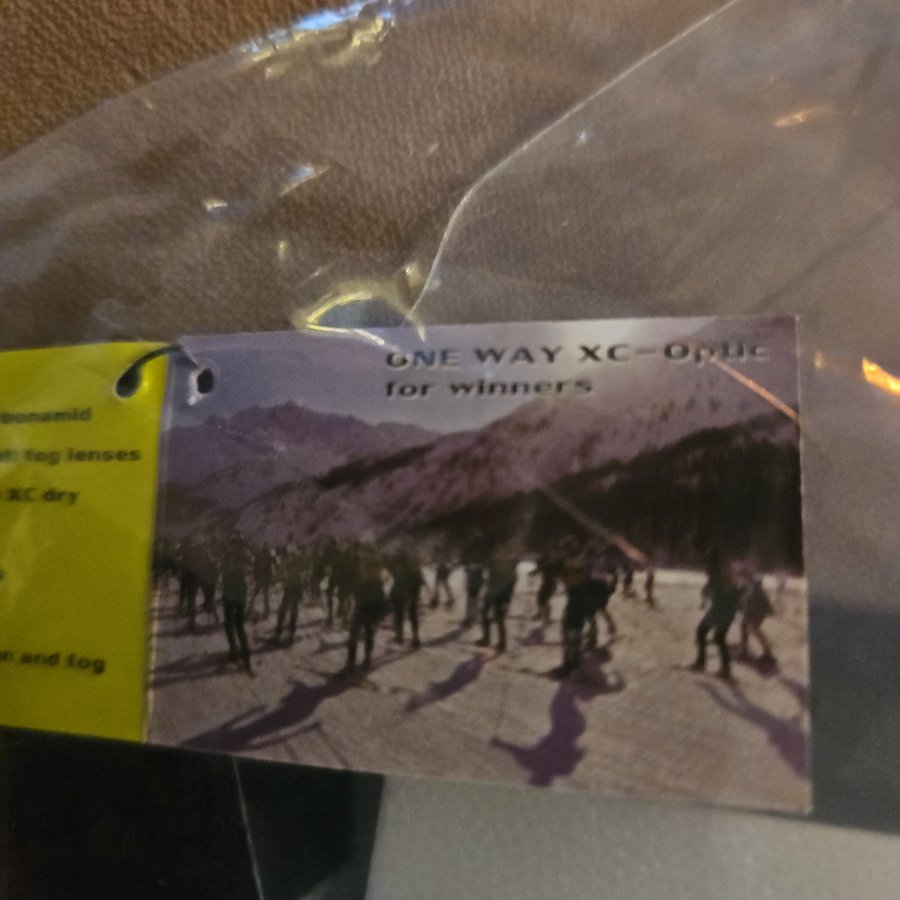 ONE WAY XC-Optic
for winners
fog lenses
XC dry
and fog